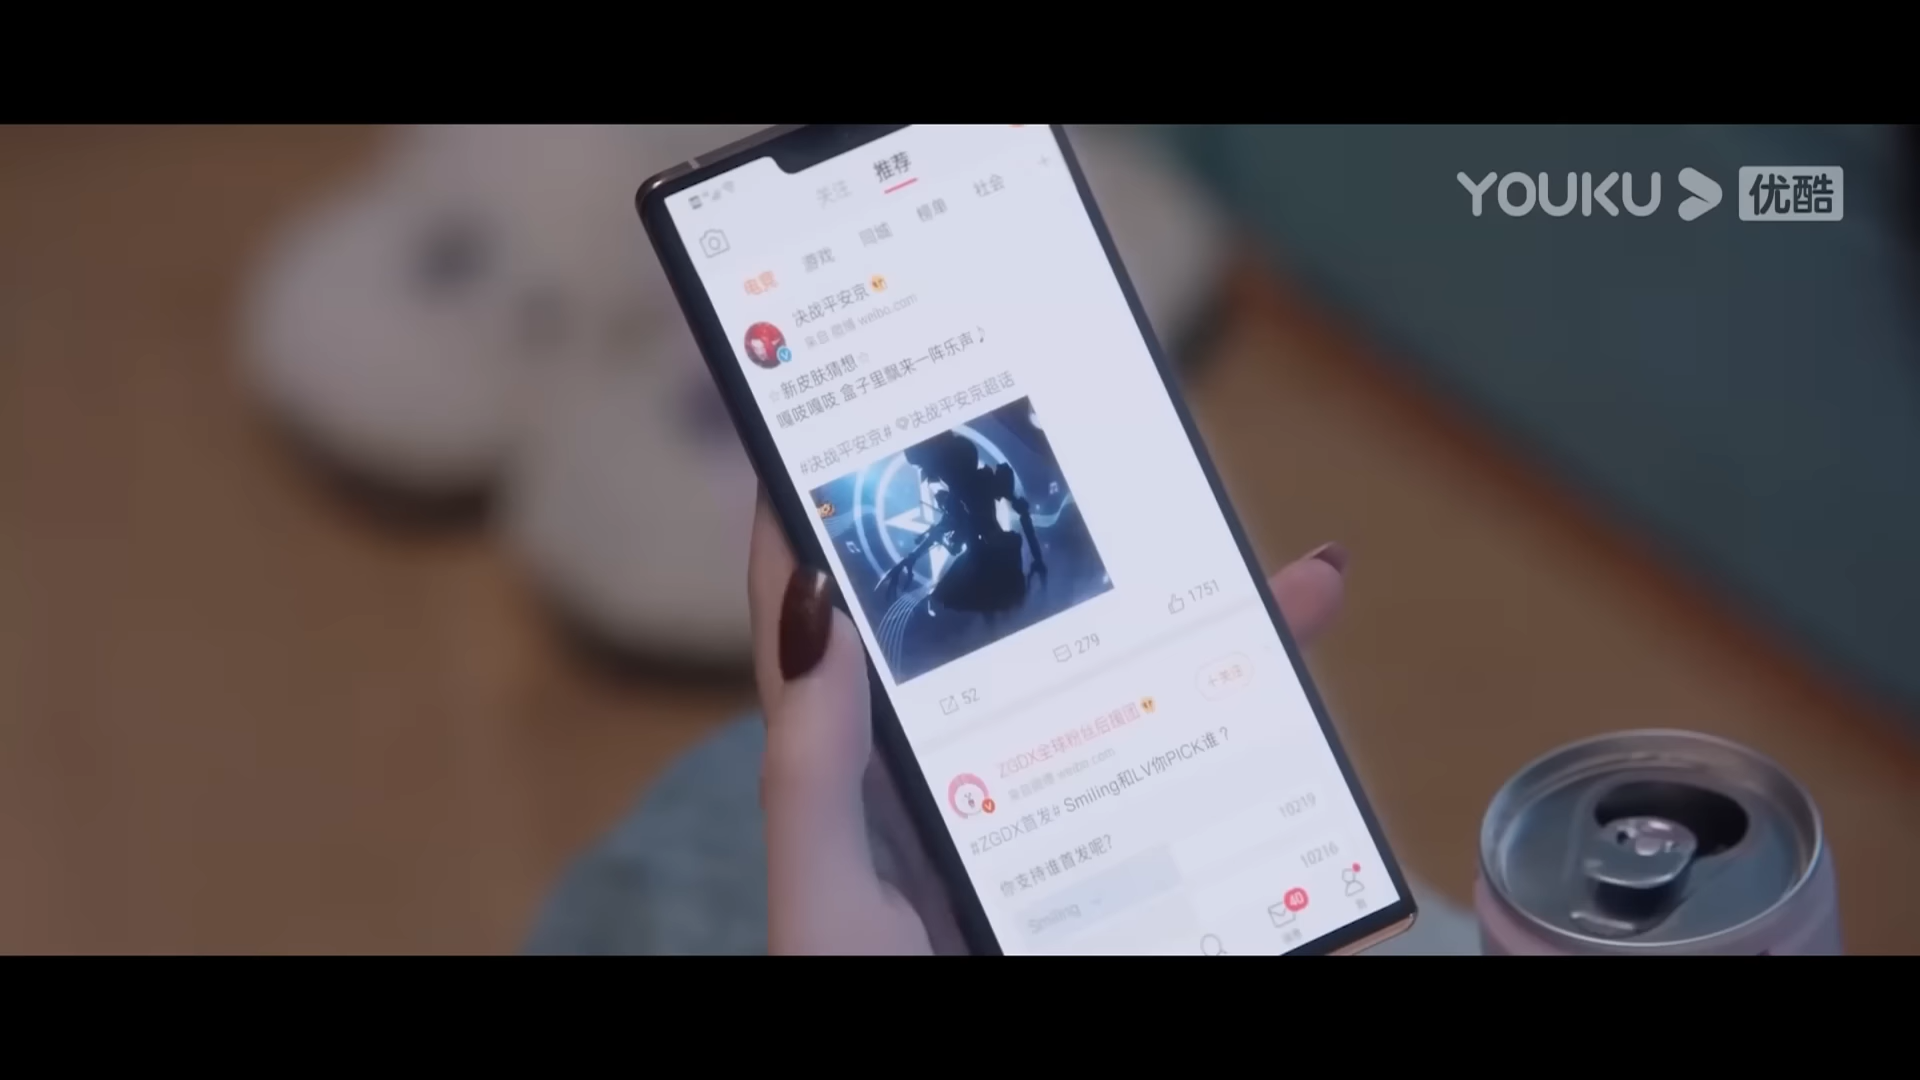 YOUKU 优酷
关注 推荐
电竞 游戏 同城 榜单 社会
决战平安京
来自 微博 weibo.com
☆新皮肤猜想☆
嘎吱嘎吱 盒子里飘来一阵乐声♪
#决战平安京# 决战平安京超话
52 279 1751
ZGDX全球粉丝后援团
+关注
来自微博 weibo.com
#ZGDX首发# Smiling和LV你PICK谁？
你支持谁首发呢？
10219
Smiling
10216
40
消息 我